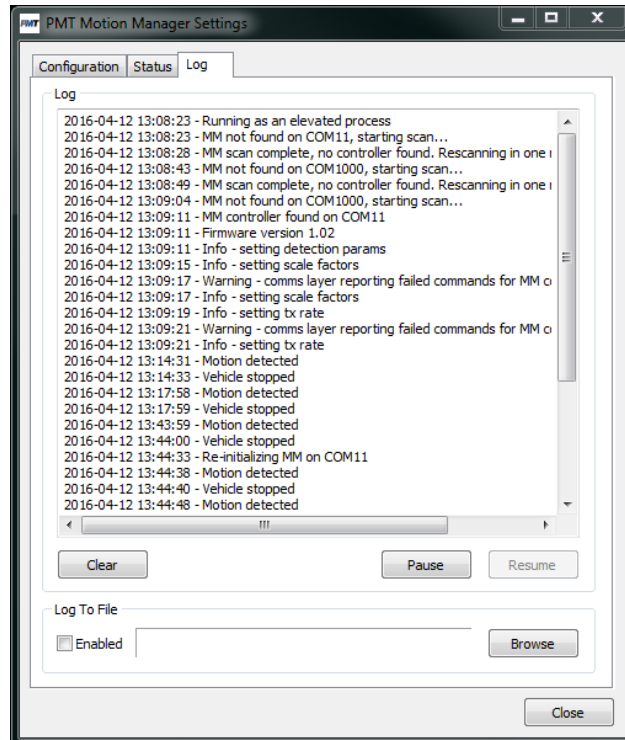 PMT PMT Motion Manager Settings
Configuration Status Log
Log
2016-04-12 13:08:23 - Running as an elevated process
2016-04-12 13:08:23 - MM not found on COM11, starting scan...
2016-04-12 13:08:28 - MM scan complete, no controller found. Rescanning in one
2016-04-12 13:08:43 - MM not found on COM1000, starting scan...
2016-04-12 13:08:49 - MM scan complete, no controller found. Rescanning in one
2016-04-12 13:09:04 - MM not found on COM1000, starting scan...
2016-04-12 13:09:11 - MM controller found on COM11
2016-04-12 13:09:11 - Firmware version 1.02
2016-04-12 13:09:11 - Info - setting detection params
2016-04-12 13:09:15 - Info - setting scale factors
2016-04-12 13:09:17 - Warning - comms layer reporting failed commands for MM
2016-04-12 13:09:17 - Info - setting scale factors
2016-04-12 13:09:19 - Info - setting tx rate
2016-04-12 13:09:21 - Warning - comms layer reporting failed commands for MM
2016-04-12 13:09:21 - Info - setting tx rate
2016-04-12 13:14:31 - Motion detected
2016-04-12 13:14:33 - Vehicle stopped
2016-04-12 13:17:58 - Motion detected
2016-04-12 13:17:59 - Vehicle stopped
2016-04-12 13:43:59 - Motion detected
2016-04-12 13:44:00 - Vehicle stopped
2016-04-12 13:44:33 - Re-initializing MM on COM11
2016-04-12 13:44:38 - Motion detected
2016-04-12 13:44:40 - Vehicle stopped
2016-04-12 13:44:48 - Motion detected
Clear Pause Resume
Log To File
Enabled Browse
Close